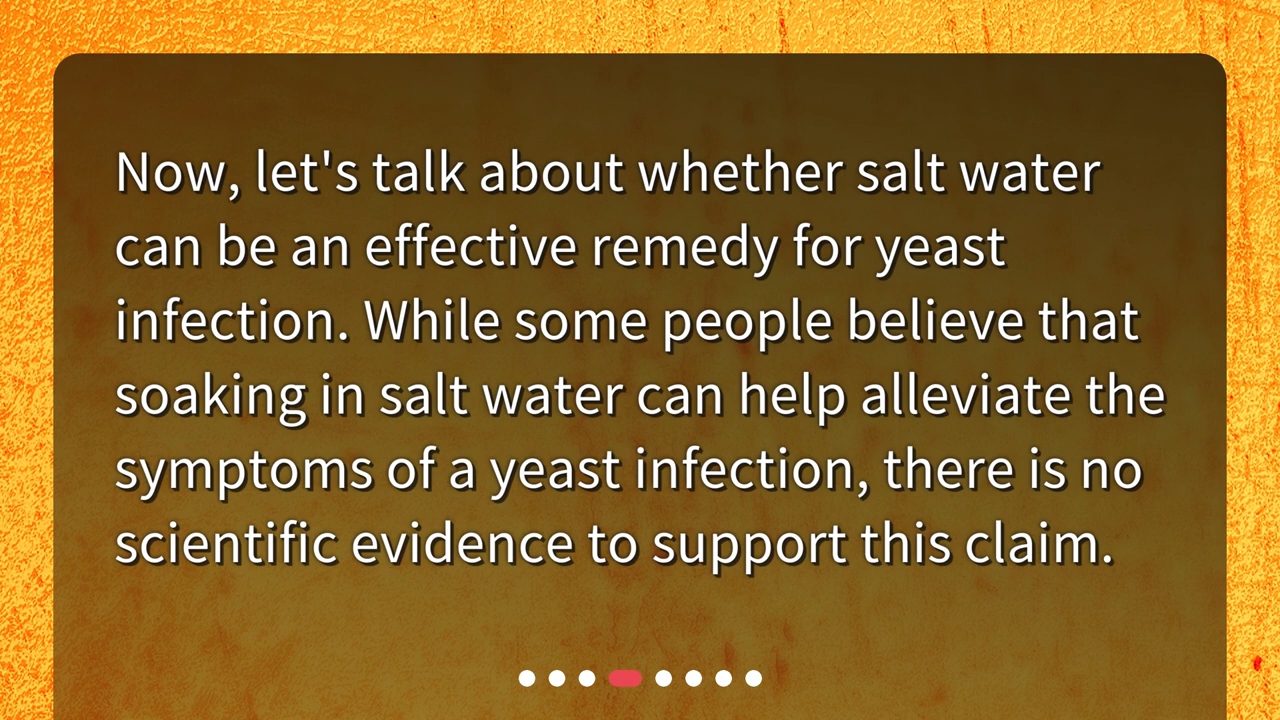 Now, let's talk about whether salt water
can be an effective remedy for yeast
infection. While some people believe that
soaking in salt water can help alleviate the
symptoms of a yeast infection, there is no
scientific evidence to support this claim.